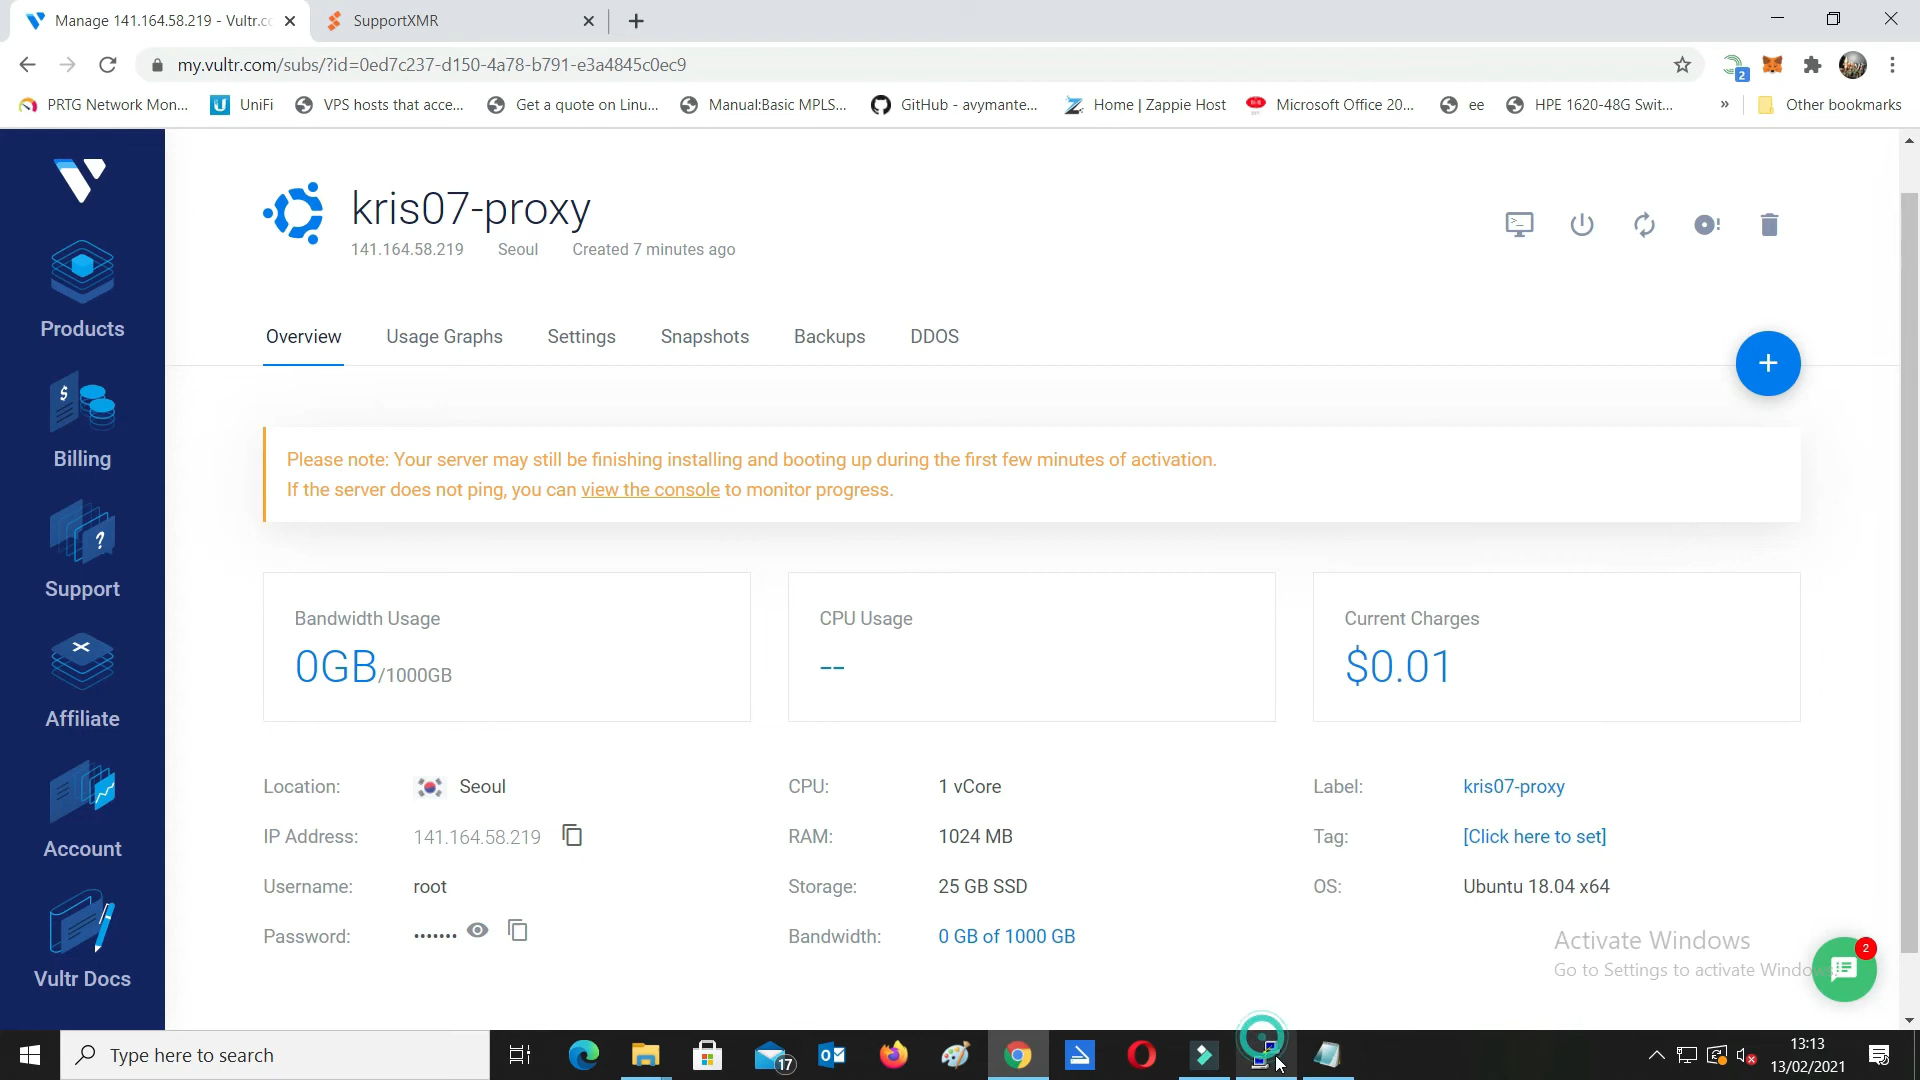 Manage 141.164.58.219 - Vultr.c
SupportXMR
my.vultr.com/subs/?id=0ed7c237-d150-4a78-b791-e3a4845c0ec9
2
PRTG Network Mon...
UniFi
VPS hosts that acce...
Get a quote on Linu...
Manual:Basic MPLS...
GitHub - avymante...
Home | Zappie Host
Microsoft Office 20...
ee
HPE 1620-48G Swit...
»
Other bookmarks
Products
Billing
Support
Affiliate
Account
Vultr Docs
kris07-proxy
141.164.58.219 Seoul Created 7 minutes ago
Overview Usage Graphs Settings Snapshots Backups DDOS
+
Please note: Your server may still be finishing installing and booting up during the first few minutes of activation.
If the server does not ping, you can view the console to monitor progress.
Bandwidth Usage
0GB/1000GB
CPU Usage
--
Current Charges
$0.01
Location: Seoul
IP Address: 141.164.58.219
Username: root
Password: •••••••
CPU: 1 vCore
RAM: 1024 MB
Storage: 25 GB SSD
Bandwidth: 0 GB of 1000 GB
Label: kris07-proxy
Tag: [Click here to set]
OS: Ubuntu 18.04 x64
Activate Windows
Go to Settings to activate Windo
2
Type here to search
17
13:13
13/02/2021